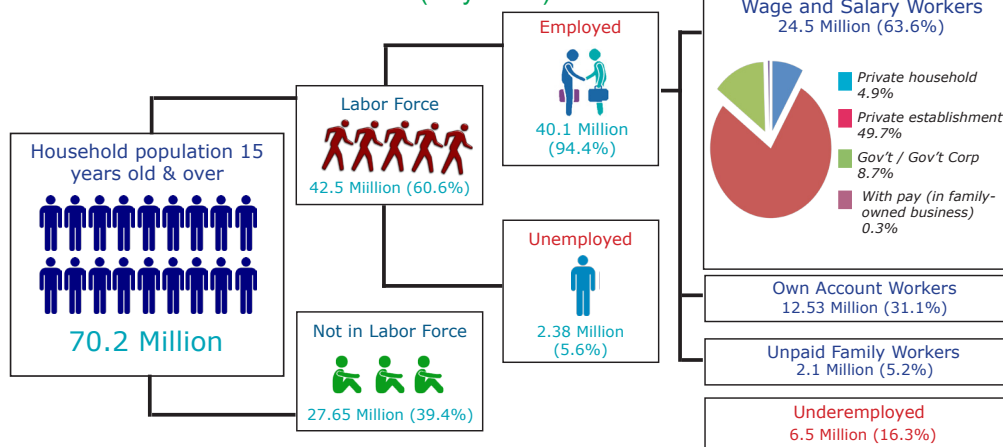 Household population 15
years old & over
70.2 Million
Labor Force
42.5 Miillion (60.6%)
Not in Labor Force
27.65 Million (39.4%)
Employed
40.1 Million
(94.4%)
Unemployed
2.38 Million
(5.6%)
Wage and Salary Workers
24.5 Million (63.6%)
Private household
4.9%
Private establishment
49.7%
Gov't / Gov't Corp
8.7%
With pay (in family-
owned business)
0.3%
Own Account Workers
12.53 Million (31.1%)
Unpaid Family Workers
2.1 Million (5.2%)
Underemployed
6.5 Million (16.3%)